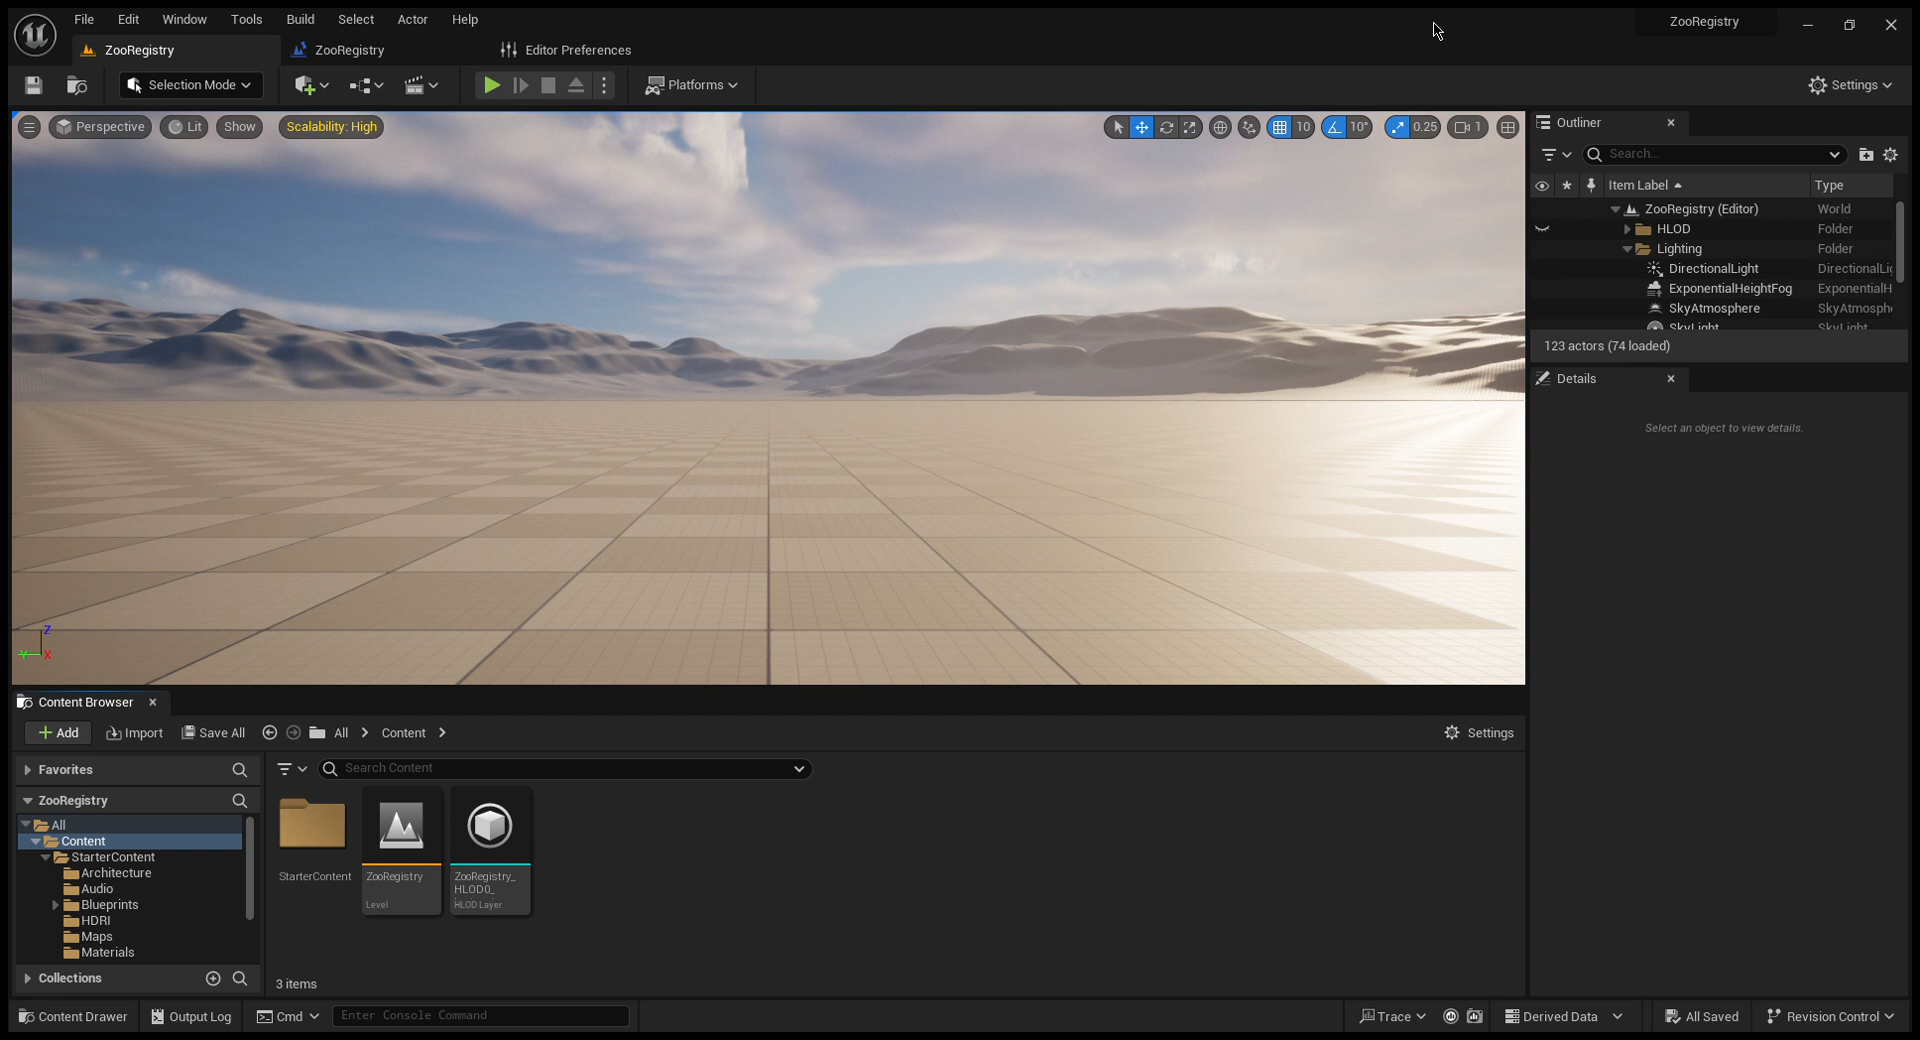 File Edit Window Tools Build Select Actor Help
ZooRegistry
ZooRegistry ZooRegistry Editor Preferences
Selection Mode Platforms Settings
Perspective Lit Show Scalability: High 10 10° 0.25 1
Outliner
Search...
Item Label Type
ZooRegistry (Editor) World
HLOD Folder
Lighting Folder
DirectionalLight DirectionalLig
ExponentialHeightFog ExponentialH
SkyAtmosphere SkyAtmosphe
SkyLight SkyLight
123 actors (74 loaded)
Details
Select an object to view details.
Z
Y X
Content Browser
Add Import Save All All Content Settings
Favorites
Search Content
ZooRegistry
All
Content
StarterContent
Architecture
Audio
Blueprints
HDRI
Maps
Materials
Collections
StarterContent
ZooRegistry
Level
ZooRegistry_
HLOD0_
HLOD Layer
3 items
Content Drawer Output Log Cmd Enter Console Command Trace Derived Data All Saved Revision Control